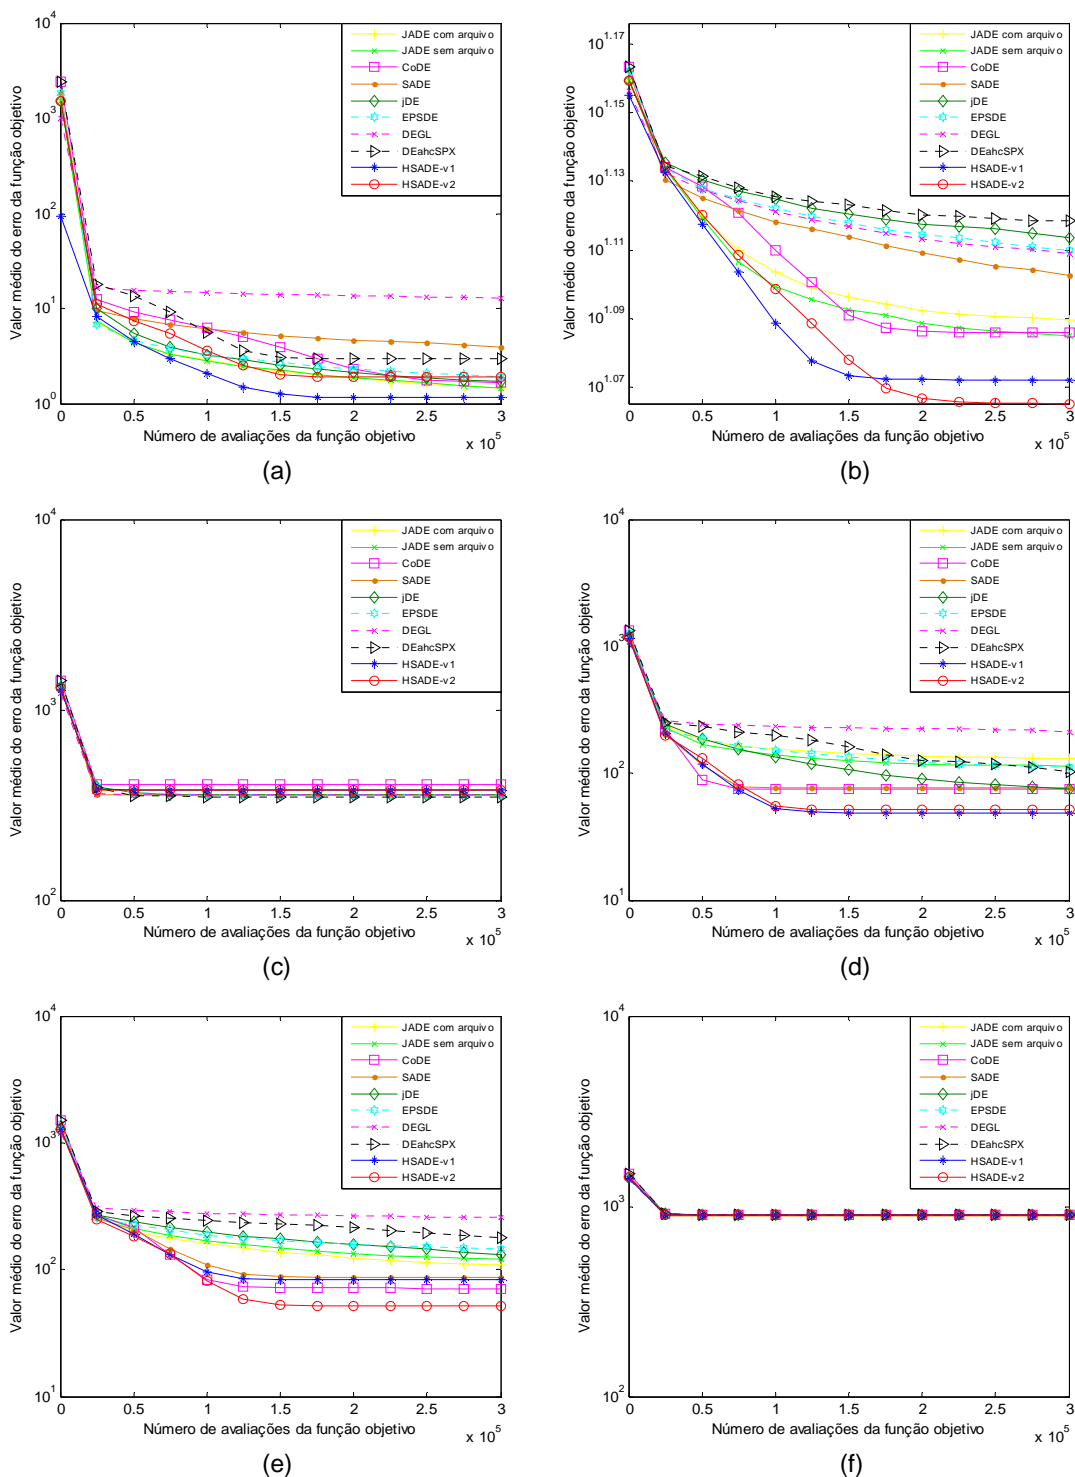 10^4
10^3
10^2
10^1
10^0
Valor médio do erro da função objetivo
0 0.5 1 1.5 2 2.5 3
Número de avaliações da função objetivo
x 10^5
JADE com arquivo
JADE sem arquivo
CoDE
SADE
jDE
EPSDE
DEGL
DEahcSPX
HSADE-v1
HSADE-v2
(a)
10^1.17
10^1.15
10^1.13
10^1.11
10^1.09
10^1.07
Valor médio do erro da função objetivo
0 0.5 1 1.5 2 2.5 3
Número de avaliações da função objetivo
x 10^5
JADE com arquivo
JADE sem arquivo
CoDE
SADE
jDE
EPSDE
DEGL
DEahcSPX
HSADE-v1
HSADE-v2
(b)
10^4
10^3
10^2
Valor médio do erro da função objetivo
0 0.5 1 1.5 2 2.5 3
Número de avaliações da função objetivo
x 10^5
JADE com arquivo
JADE sem arquivo
CoDE
SADE
jDE
EPSDE
DEGL
DEahcSPX
HSADE-v1
HSADE-v2
(c)
10^4
10^3
10^2
10^1
Valor médio do erro da função objetivo
0 0.5 1 1.5 2 2.5 3
Número de avaliações da função objetivo
x 10^5
JADE com arquivo
JADE sem arquivo
CoDE
SADE
jDE
EPSDE
DEGL
DEahcSPX
HSADE-v1
HSADE-v2
(d)
10^4
10^3
10^2
10^1
Valor médio do erro da função objetivo
0 0.5 1 1.5 2 2.5 3
Número de avaliações da função objetivo
x 10^5
JADE com arquivo
JADE sem arquivo
CoDE
SADE
jDE
EPSDE
DEGL
DEahcSPX
HSADE-v1
HSADE-v2
(e)
10^4
10^3
10^2
Valor médio do erro da função objetivo
0 0.5 1 1.5 2 2.5 3
Número de avaliações da função objetivo
x 10^5
JADE com arquivo
JADE sem arquivo
CoDE
SADE
jDE
EPSDE
DEGL
DEahcSPX
HSADE-v1
HSADE-v2
(f)